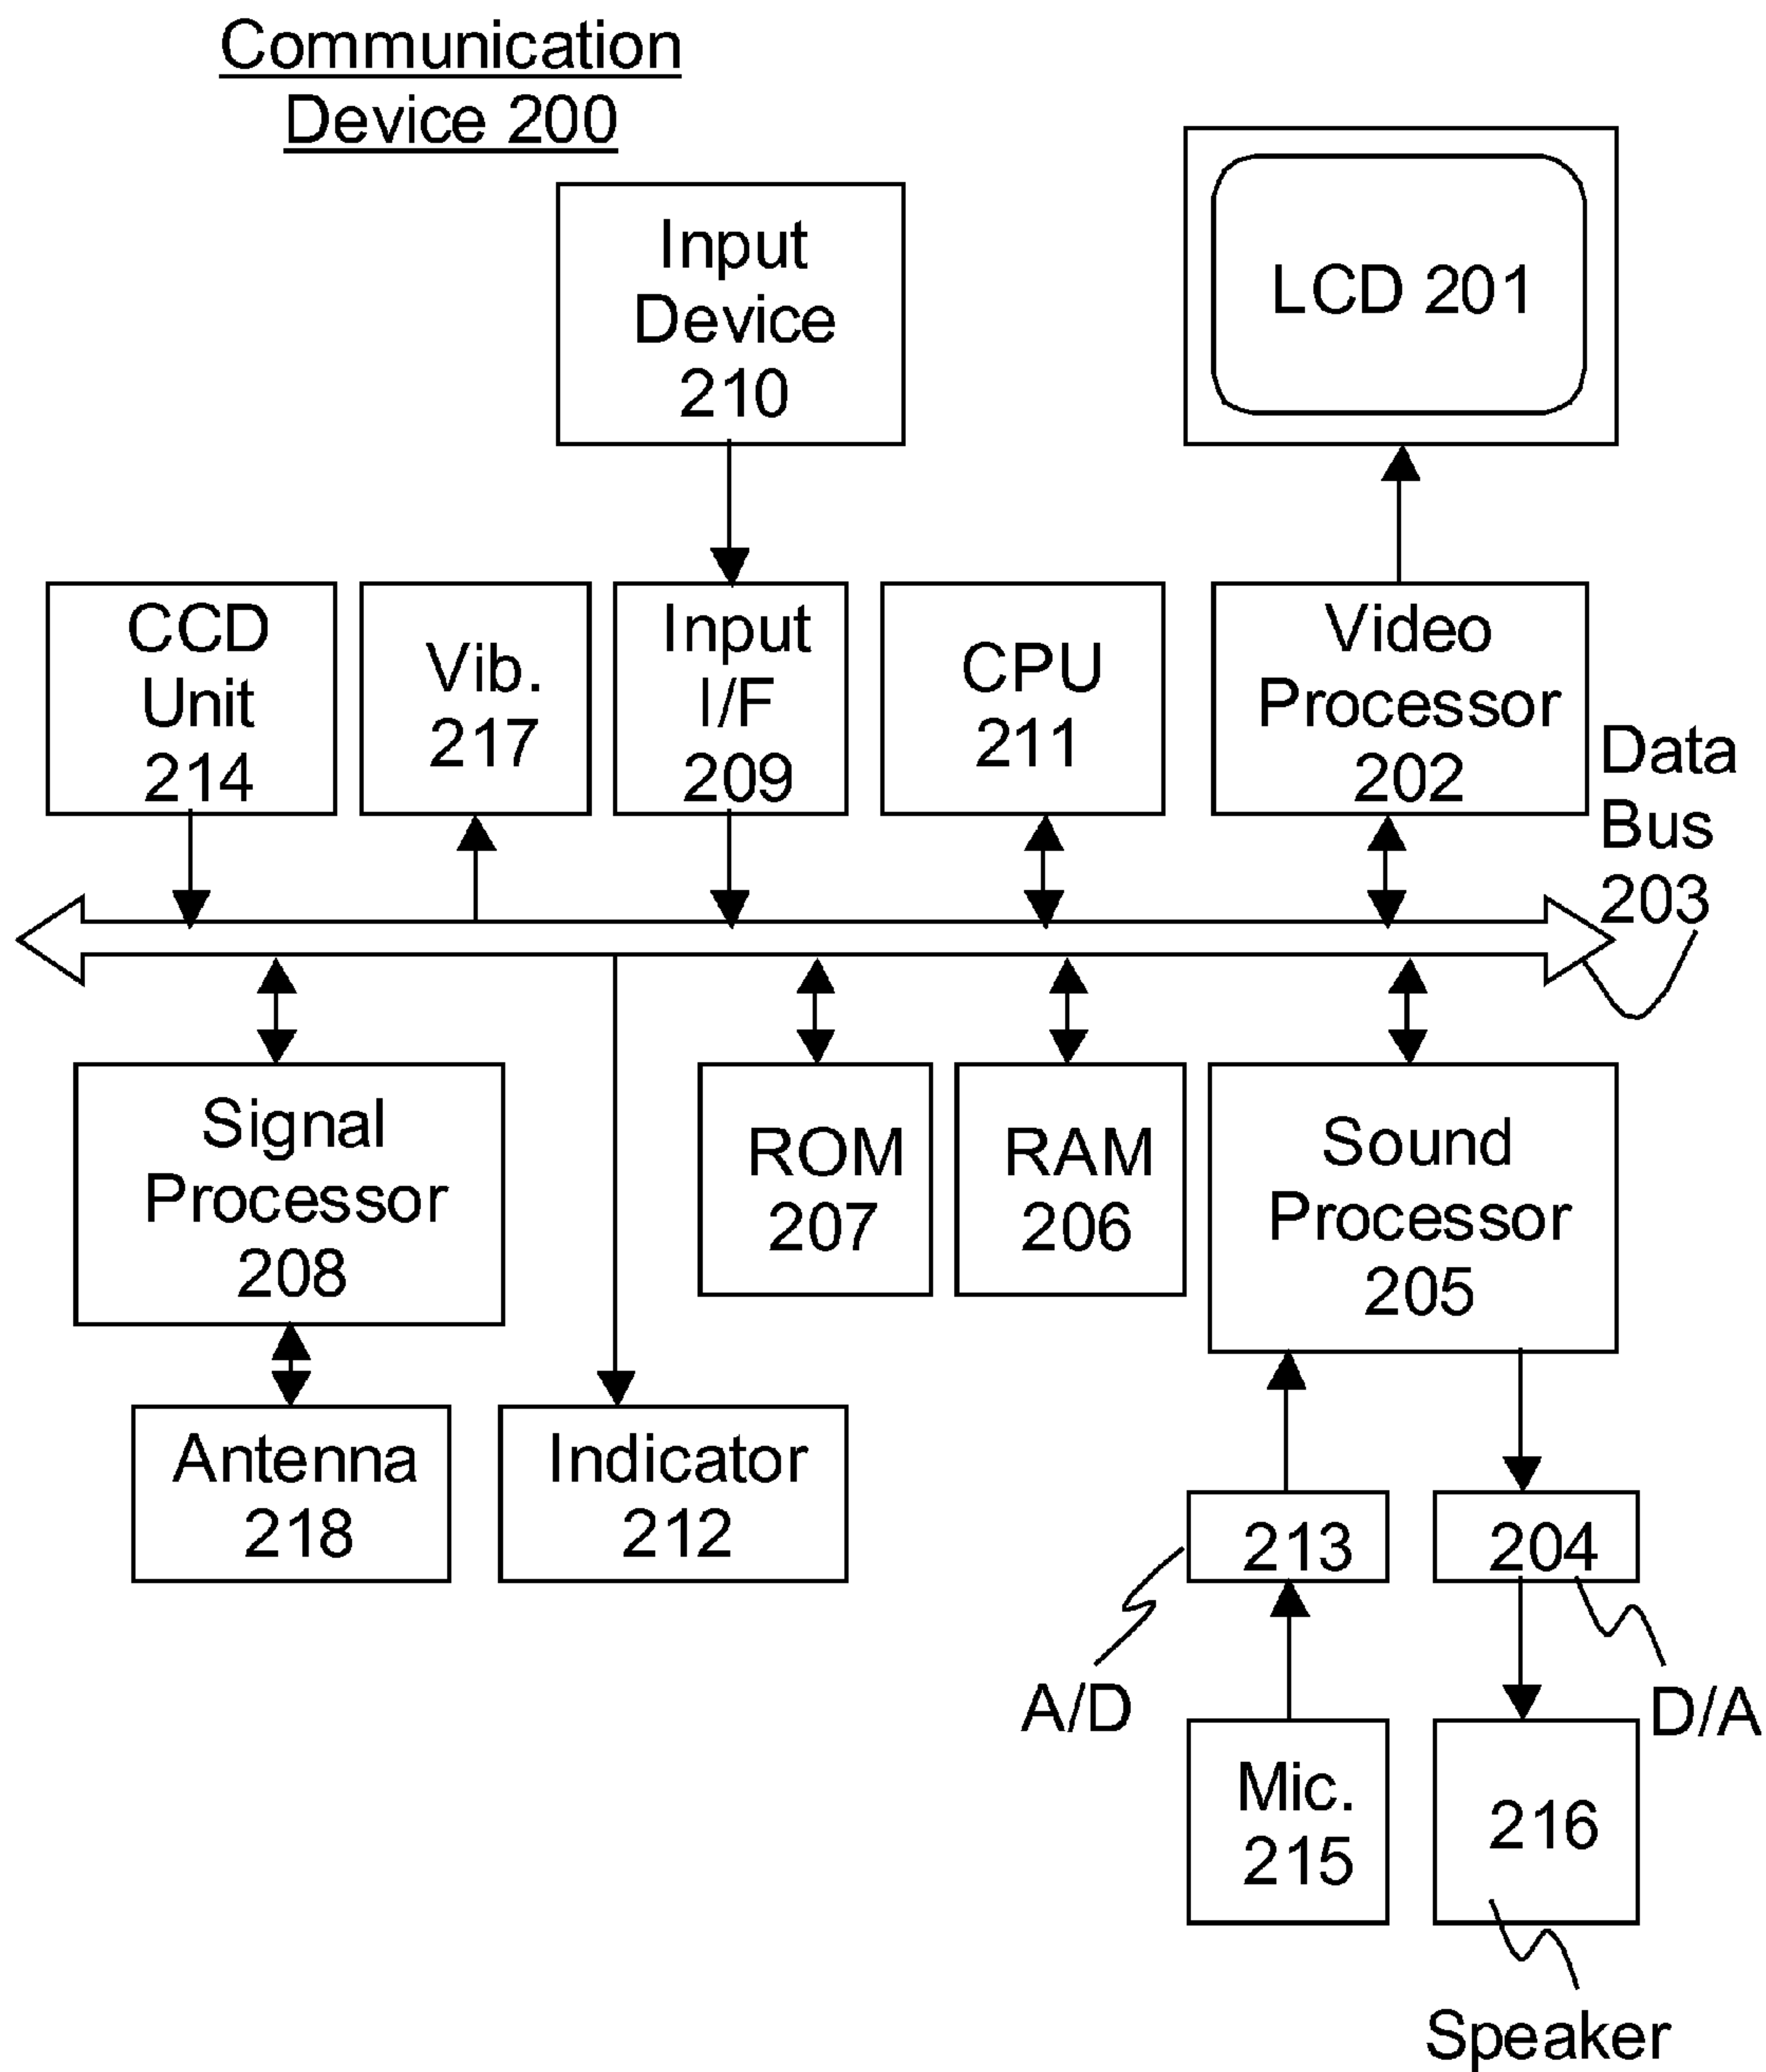 Communication
Device 200
Input
Device
210
LCD 201
CCD
Unit
214
Vib.
217
Input
I/F
209
CPU
211
Video
Processor
202
Data
Bus
203
Signal
Processor
208
ROM
207
RAM
206
Sound
Processor
205
Antenna
218
Indicator
212
213
204
A/D
D/A
Mic.
215
216
Speaker